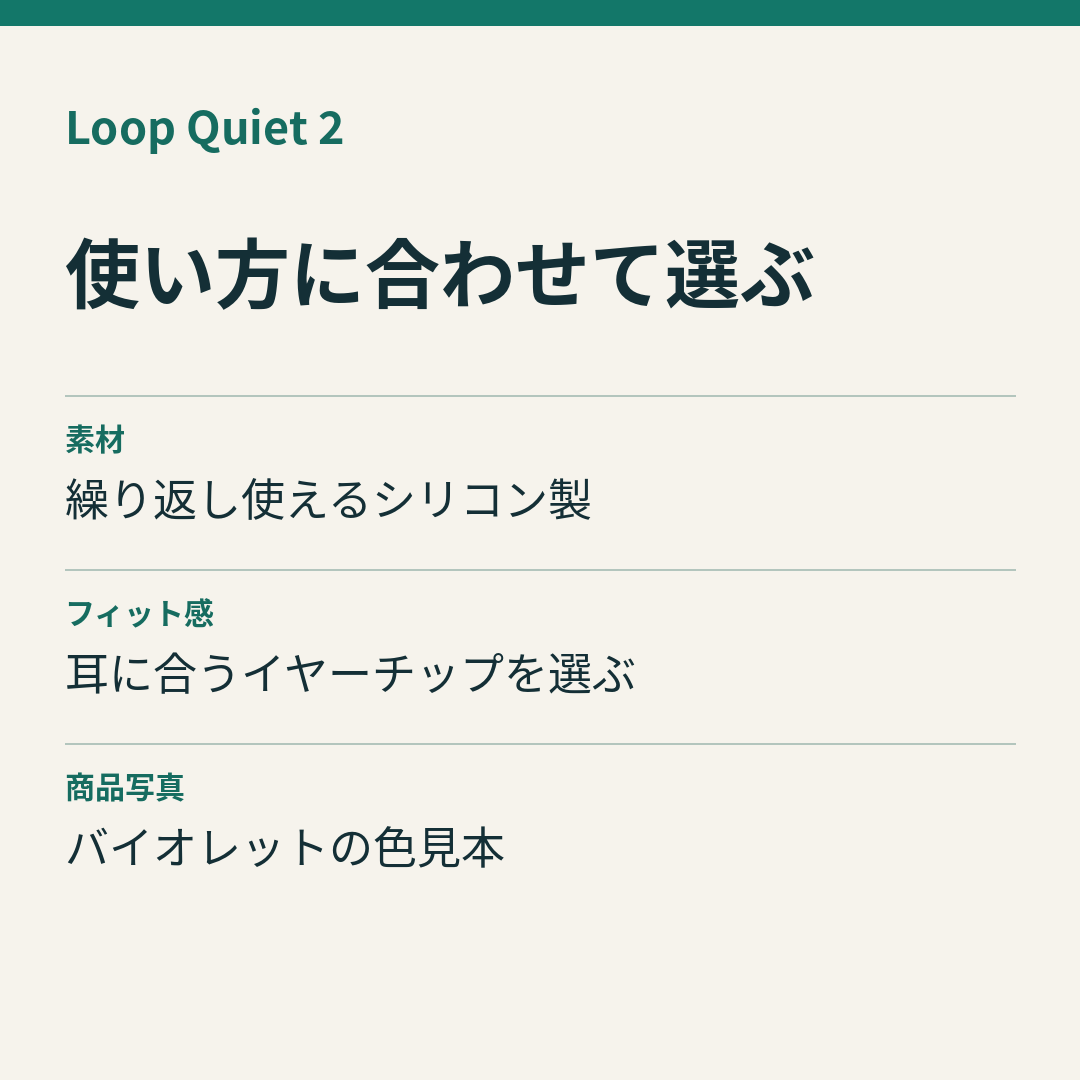 Loop Quiet 2
使い方に合わせて選ぶ
素材
繰り返し使えるシリコン製
フィット感
耳に合うイヤーチップを選ぶ
商品写真
バイオレットの色見本